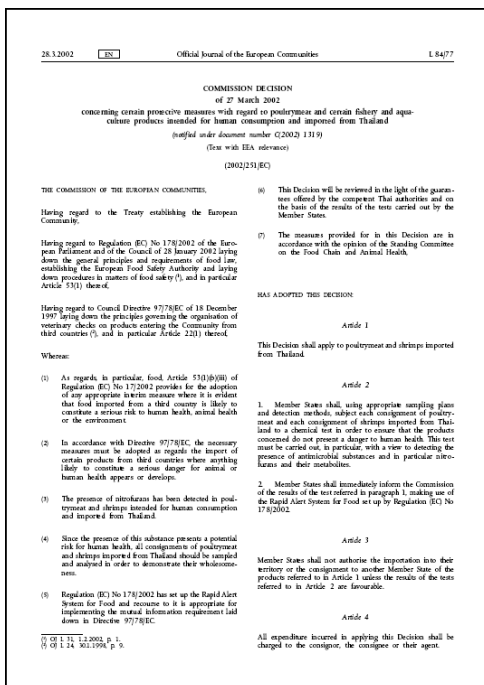 28.3.2002
EN
Official Journal of the European Communities
L 84/77
COMMISSION DECISION
of 27 March 2002
concerning certain protective measures with regard to poultrymeat and certain fishery and aqua-
culture products intended for human consumption and imported from Thailand
(notified under document number C(2002) 1319)
(Text with EEA relevance)
(2002/251/EC)
THE COMMISSION OF THE EUROPEAN COMMUNITIES,
Having regard to the Treaty establishing the European
Community,
Having regard to Regulation (EC) No 178/2002 of the Euro-
pean Parliament and of the Council of 28 January 2002 laying
down the general principles and requirements of food law,
establishing the European Food Safety Authority and laying
down procedures in matters of food safety (¹), and in particular
Article 53(1) thereof,
Having regard to Council Directive 97/78/EC of 18 December
1997 laying down the principles governing the organisation of
veterinary checks on products entering the Community from
third countries (²), and in particular Article 22(1) thereof,
Whereas:
(1) As regards, in particular, food, Article 53(1)(b)(iii) of
Regulation (EC) No 17/2002 provides for the adoption
of any appropriate interim measure where it is evident
that food imported from a third country is likely to
constitute a serious risk to human health, animal health
or the environment.
(2) In accordance with Directive 97/78/EC, the necessary
measures must be adopted as regards the import of
certain products from third countries where anything
likely to constitute a serious danger for animal or
human health appears or develops.
(3) The presence of nitrofurans has been detected in poul-
trymeat and shrimps intended for human consumption
and imported from Thailand.
(4) Since the presence of this substance presents a potential
risk for human health, all consignments of poultrymeat
and shrimps imported from Thailand should be sampled
and analysed in order to demonstrate their wholesome-
ness.
(5) Regulation (EC) No 178/2002 has set up the Rapid Alert
System for Food and recourse to it is appropriate for
implementing the mutual information requirement laid
down in Directive 97/78/EC.
(¹) OJ L 31, 1.2.2002, p. 1.
(²) OJ L 24, 30.1.1998, p. 9.
(6) This Decision will be reviewed in the light of the guaran-
tees offered by the competent Thai authorities and on
the basis of the results of the tests carried out by the
Member States.
(7) The measures provided for in this Decision are in
accordance with the opinion of the Standing Committee
on the Food Chain and Animal Health,
HAS ADOPTED THIS DECISION:
Article 1
This Decision shall apply to poultrymeat and shrimps imported
from Thailand.
Article 2
1. Member States shall, using appropriate sampling plans
and detection methods, subject each consignment of poultry-
meat and each consignment of shrimps imported from Thai-
land to a chemical test in order to ensure that the products
concerned do not present a danger to human health. This test
must be carried out, in particular, with a view to detecting the
presence of antimicrobial substances and in particular nitro-
furans and their metabolites.
2. Member States shall immediately inform the Commission
of the results of the test referred to in paragraph 1, making use of
the Rapid Alert System for Food set up by Regulation (EC) No
178/2002.
Article 3
Member States shall not authorise the importation into their
territory or the consignment to another Member State of the
products referred to in Article 1 unless the results of the tests
referred to in Article 2 are favourable.
Article 4
All expenditure incurred in applying this Decision shall be
charged to the consignor, the consignee or their agent.